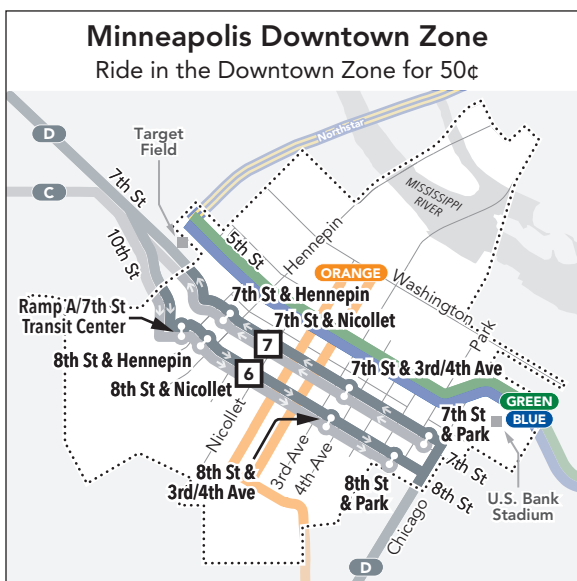 Minneapolis Downtown Zone
Ride in the Downtown Zone for 50¢
D
Target
Field
Northstar
C
7th St
10th St
5th St
Hennepin
MISSISSIPPI
RIVER
ORANGE
Washington
Ramp A/7th St
Transit Center
7th St & Hennepin
7th St & Nicollet
Park
8th St & Hennepin
7
7th St & 3rd/4th Ave
8th St & Nicollet
6
GREEN
BLUE
Nicollet
3rd Ave
4th Ave
7th St
& Park
8th St &
3rd/4th Ave
8th St
& Park
7th St
8th St
U.S. Bank
Stadium
Chicago
D